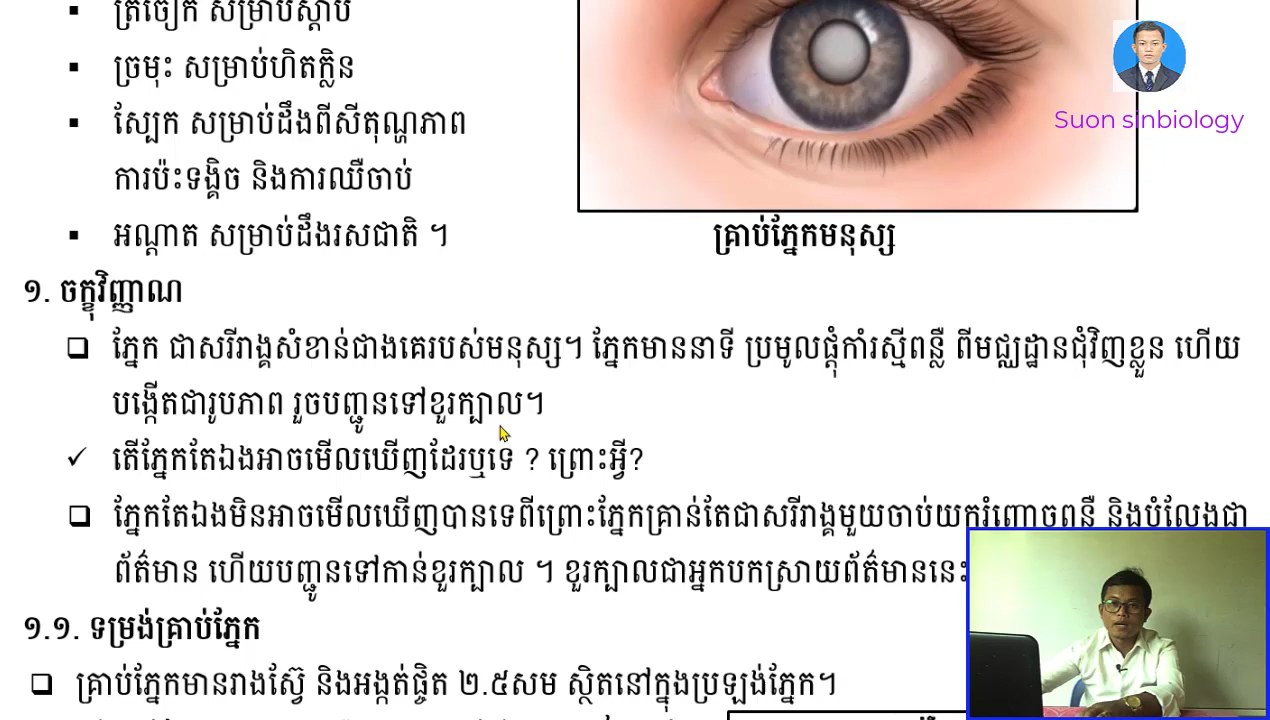 ▪ ត្រចៀក សម្រាប់ស្តាប់
▪ ច្រមុះ សម្រាប់ហិតក្លិន
▪ ស្បែក សម្រាប់ដឹងពីសីតុណ្ហភាព
ការប៉ះទង្គិច និងការឈឺចាប់
▪ អណ្តាត សម្រាប់ដឹងរសជាតិ ។
Suon sinbiology
គ្រាប់ភ្នែកមនុស្ស
១. ចក្ខុវិញ្ញាណ
❑ ភ្នែក ជាសរីរាង្គសំខាន់ជាងគេរបស់មនុស្ស។ ភ្នែកមាននាទី ប្រមូលផ្តុំកាំរស្មីពន្លឺ ពីមជ្ឈដ្ឋានជុំវិញខ្លួន ហើយ
បង្កើតជារូបភាព រួចបញ្ជូនទៅខួរក្បាល។
✓ តើភ្នែកតែឯងអាចមើលឃើញដែរឬទេ ? ព្រោះអ្វី?
❑ ភ្នែកតែឯងមិនអាចមើលឃើញបានទេពីព្រោះភ្នែកគ្រាន់តែជាសរីរាង្គមួយចាប់យករំញោចពន្លឺ និងបំលែងជា
ព័ត៌មាន ហើយបញ្ជូនទៅកាន់ខួរក្បាល ។ ខួរក្បាលជាអ្នកបកស្រាយព័ត៌មាននេះ
១.១. ទម្រង់គ្រាប់ភ្នែក
❑ គ្រាប់ភ្នែកមានរាងស្វ៊ែ និងអង្កត់ផ្ចិត ២.៥សម ស្ថិតនៅក្នុងប្រឡង់ភ្នែក។